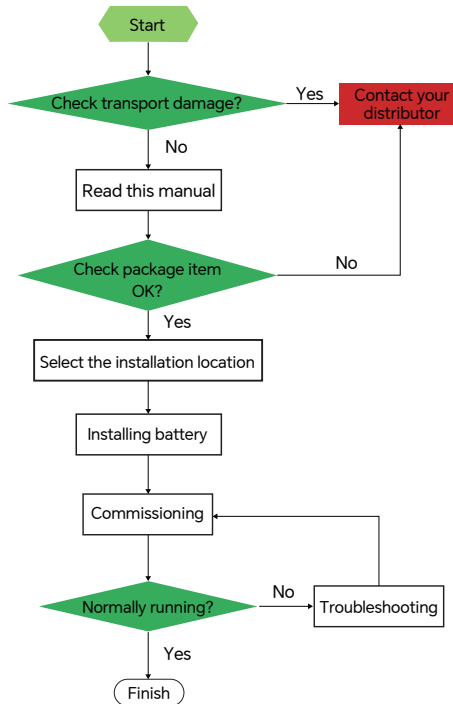 Start
Check transport damage?
Yes
Contact your
distributor
No
Read this manual
Check package item
OK?
No
Yes
Select the installation location
Installing battery
Commissioning
Normally running?
No
Troubleshooting
Yes
Finish